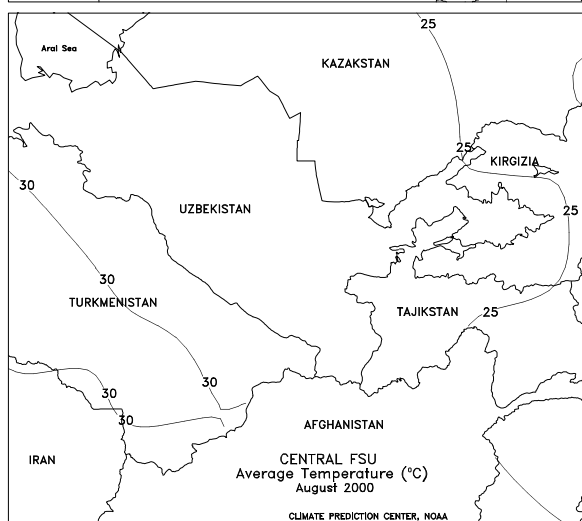 25
Aral Sea
KAZAKSTAN
25
KIRGIZIA
30
UZBEKISTAN
25
30
TURKMENISTAN
TAJIKSTAN
25
30
30
30
AFGHANISTAN
IRAN
CENTRAL FSU
Average Temperature (°C)
August 2000
CLIMATE PREDICTION CENTER, NOAA